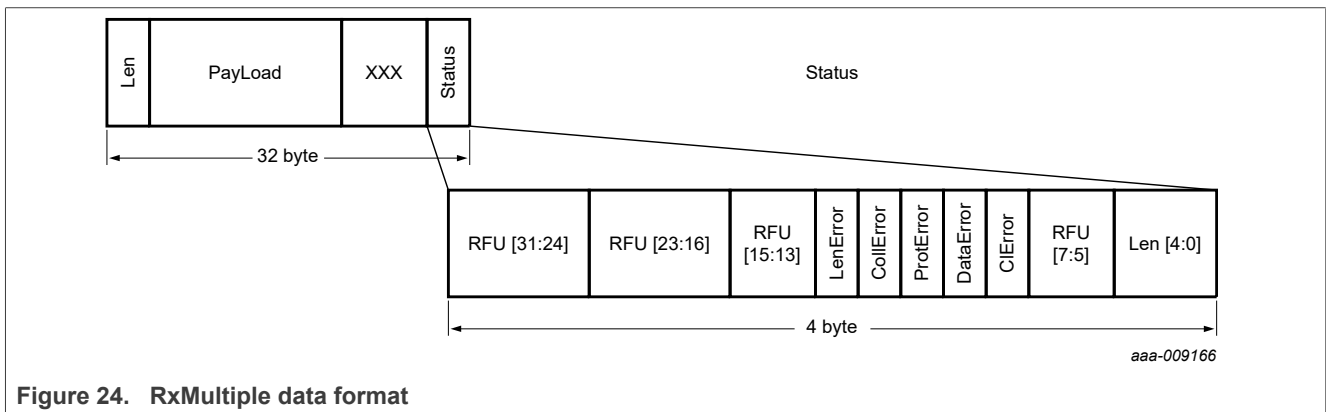 Len
PayLoad
XXX
Status
Status
32 byte
RFU [31:24]
RFU [23:16]
RFU
[15:13]
LenError
CollError
ProtError
DataError
ClError
RFU
[7:5]
Len [4:0]
4 byte
aaa-009166
Figure 24. RxMultiple data format